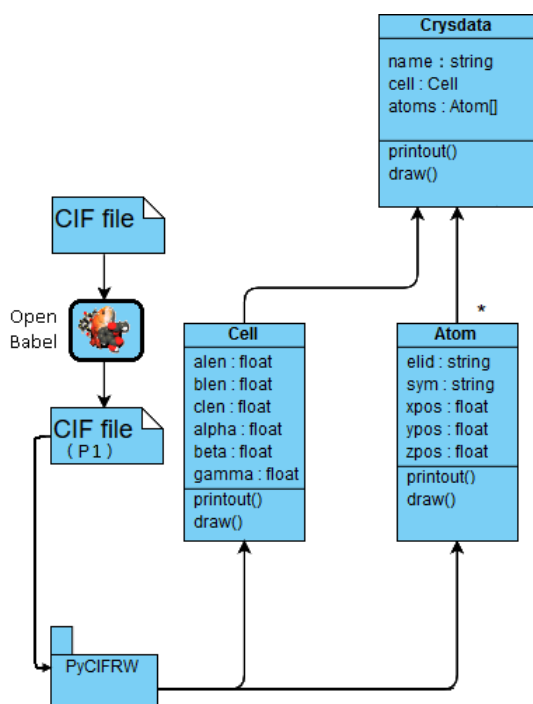 Crysdata
name : string
cell : Cell
atoms : Atom[]
printout()
draw()
CIF file
Open
Babel
CIF file
(P1)
Cell
alen : float
blen : float
clen : float
alpha : float
beta : float
gamma : float
printout()
draw()
*
Atom
elid : string
sym : string
xpos : float
ypos : float
zpos : float
printout()
draw()
PyCIFRW